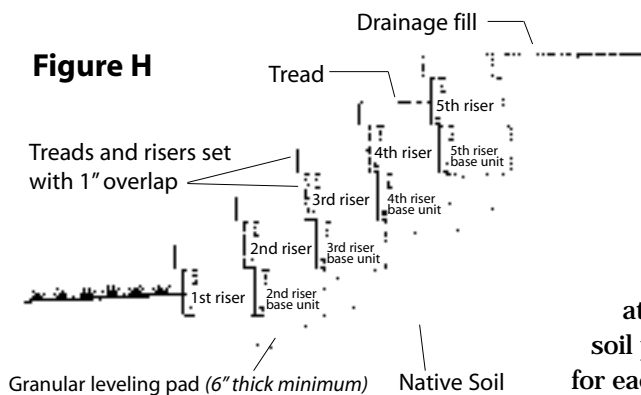 Drainage fill
Figure H
Tread
5th riser
Treads and risers set
with 1” overlap
4th riser
5th riser
base unit
3rd riser
4th riser
base unit
2nd riser
3rd riser
base unit
1st riser
2nd riser
base unit
at
soil
for eac
Granular leveling pad (6” thick minimum)
Native Soil